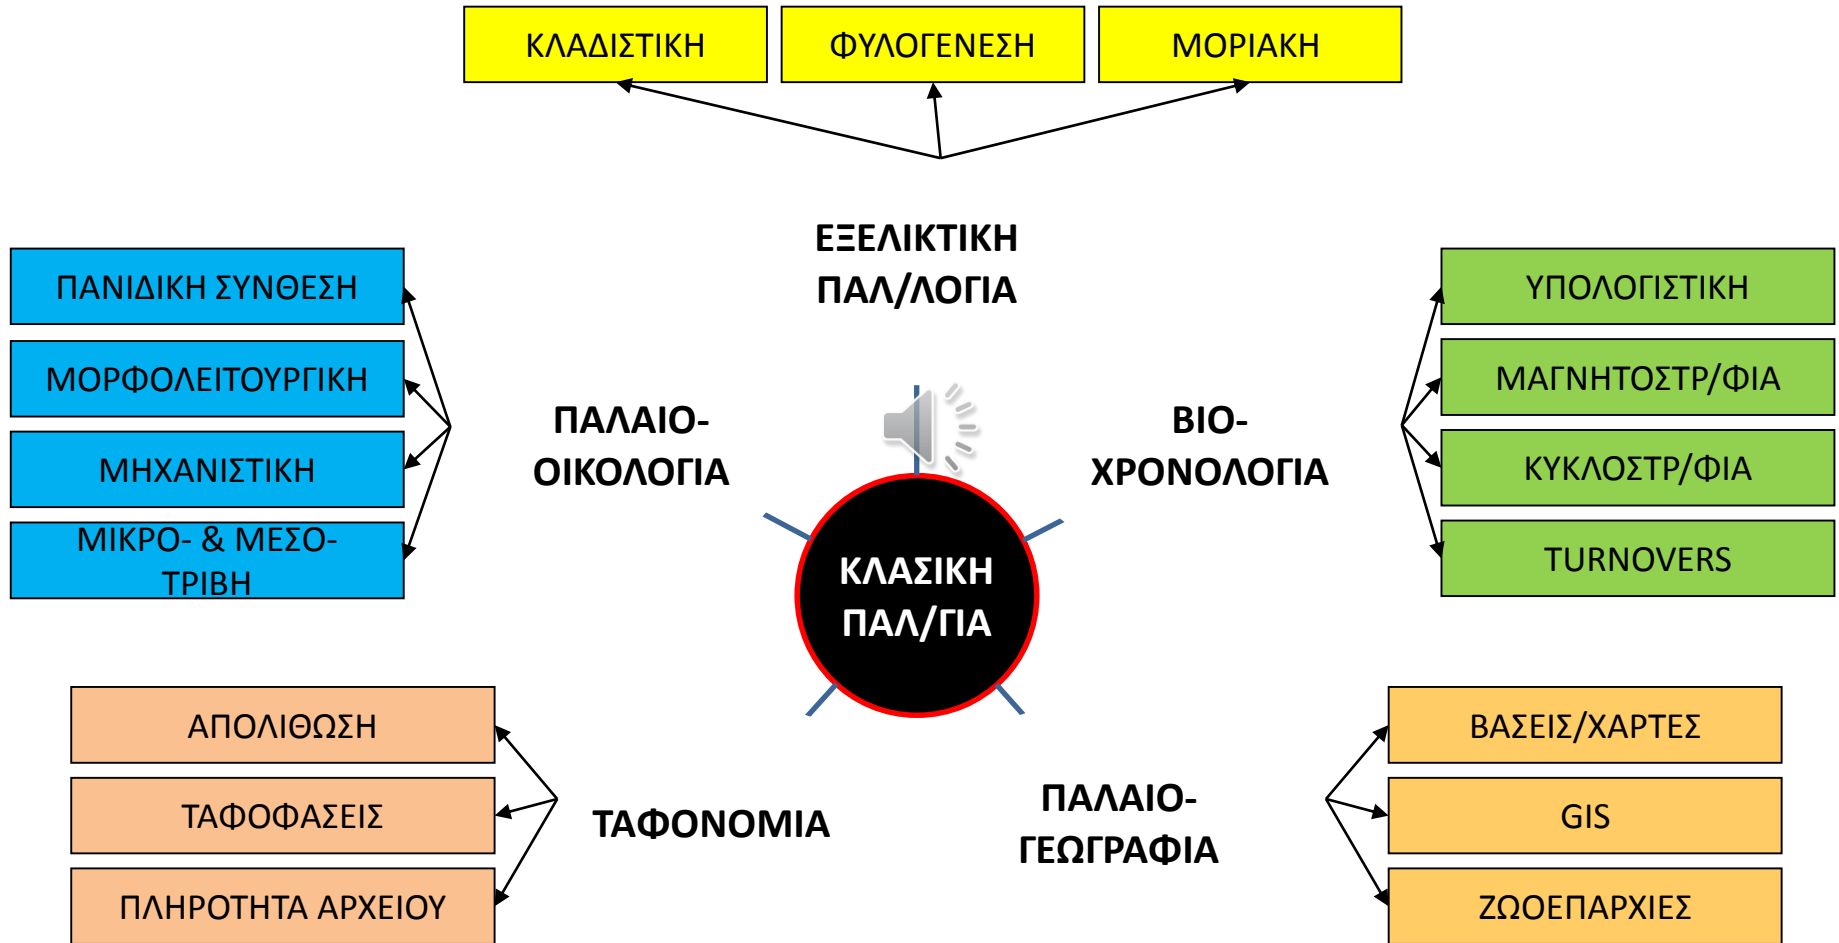 ΚΛΑΔΙΣΤΙΚΗ
ΦΥΛΟΓΕΝΕΣΗ
ΜΟΡΙΑΚΗ
ΕΞΕΛΙΚΤΙΚΗ
ΠΑΛ/ΛΟΓΙΑ
ΠΑΝΙΔΙΚΗ ΣΥΝΘΕΣΗ
ΜΟΡΦΟΛΕΙΤΟΥΡΓΙΚΗ
ΜΗΧΑΝΙΣΤΙΚΗ
ΜΙΚΡΟ- & ΜΕΣΟ-
ΤΡΙΒΗ
ΠΑΛΑΙΟ-
ΟΙΚΟΛΟΓΙΑ
ΒΙΟ-
ΧΡΟΝΟΛΟΓΙΑ
ΥΠΟΛΟΓΙΣΤΙΚΗ
ΜΑΓΝΗΤΟΣΤΡ/ΦΙΑ
ΚΥΚΛΟΣΤΡ/ΦΙΑ
TURNOVERS
ΚΛΑΣΙΚΗ
ΠΑΛ/ΓΙΑ
ΑΠΟΛΙΘΩΣΗ
ΤΑΦΟΦΑΣΕΙΣ
ΠΛΗΡΟΤΗΤΑ ΑΡΧΕΙΟΥ
ΤΑΦΟΝΟΜΙΑ
ΠΑΛΑΙΟ-
ΓΕΩΓΡΑΦΙΑ
ΒΑΣΕΙΣ/ΧΑΡΤΕΣ
GIS
ΖΩΟΕΠΑΡΧΙΕΣ